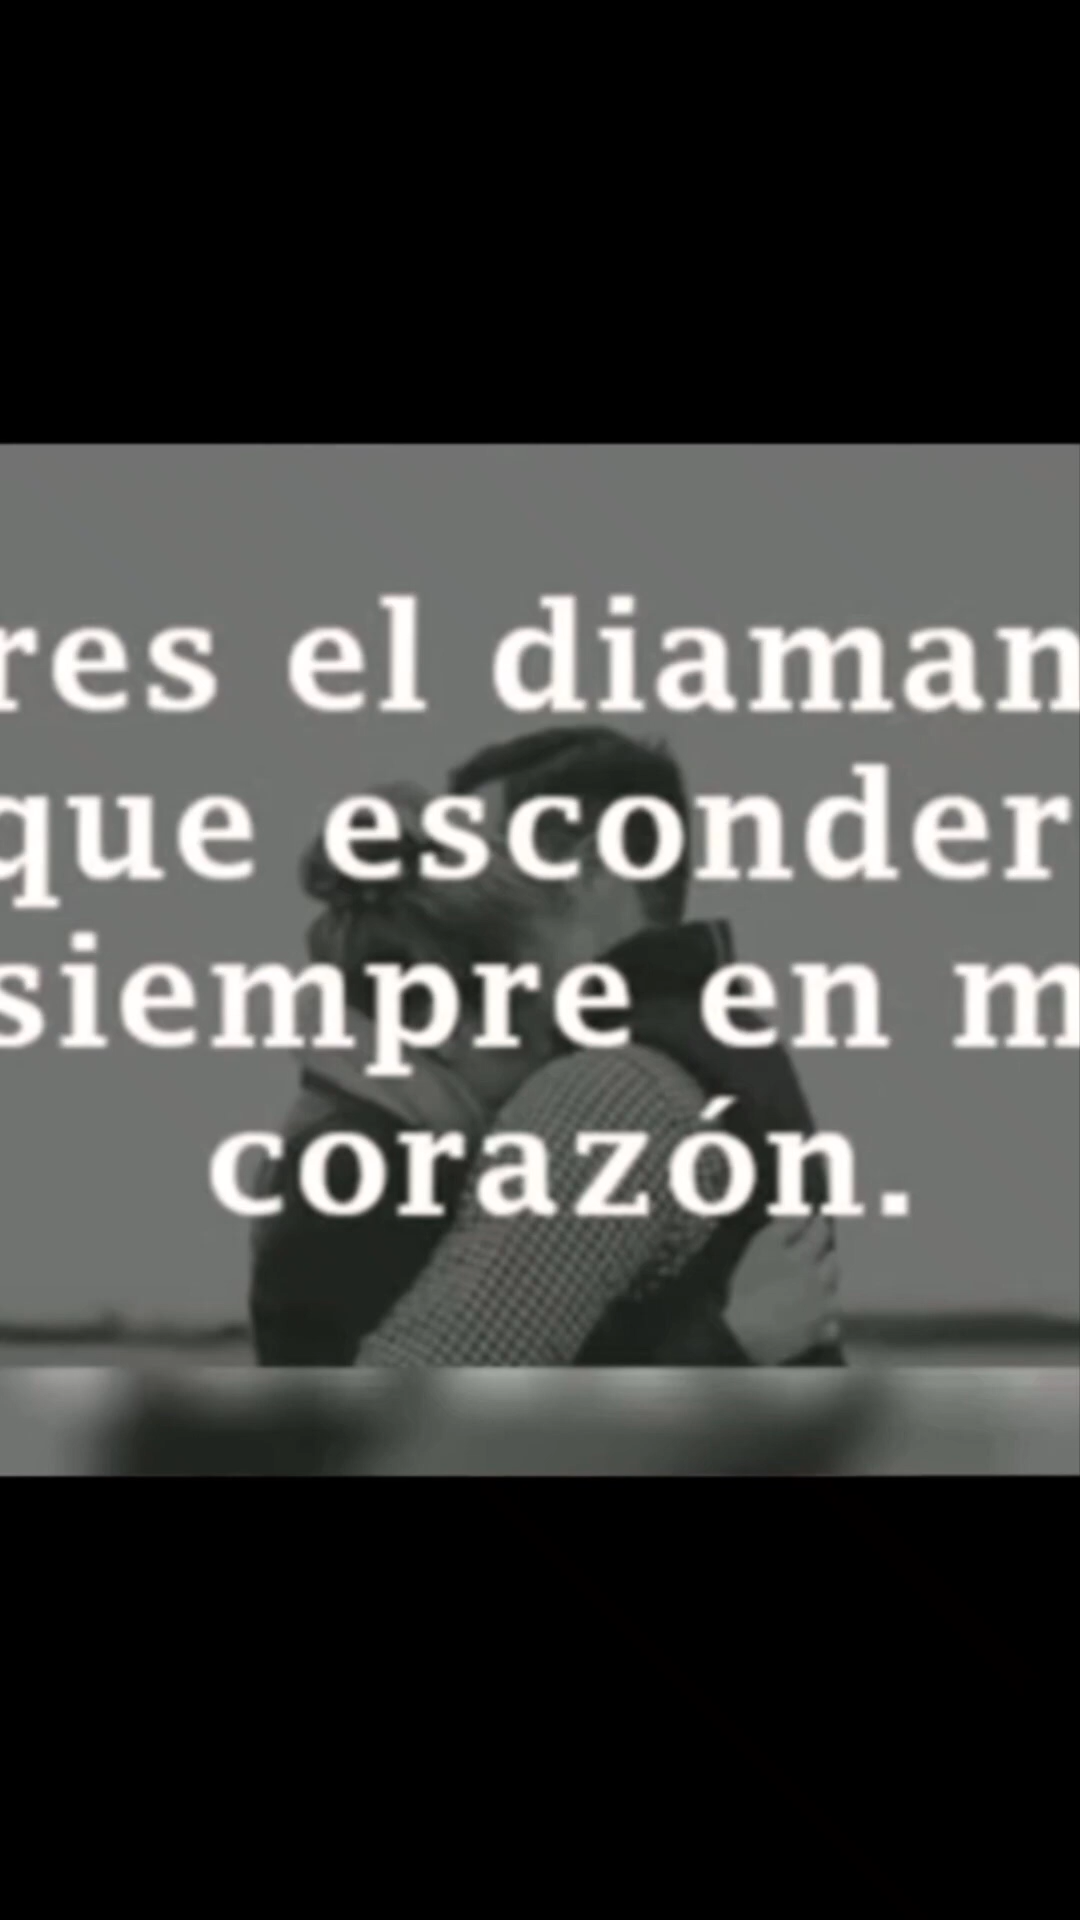 res el diaman
que esconder
siempre en m
corazón.